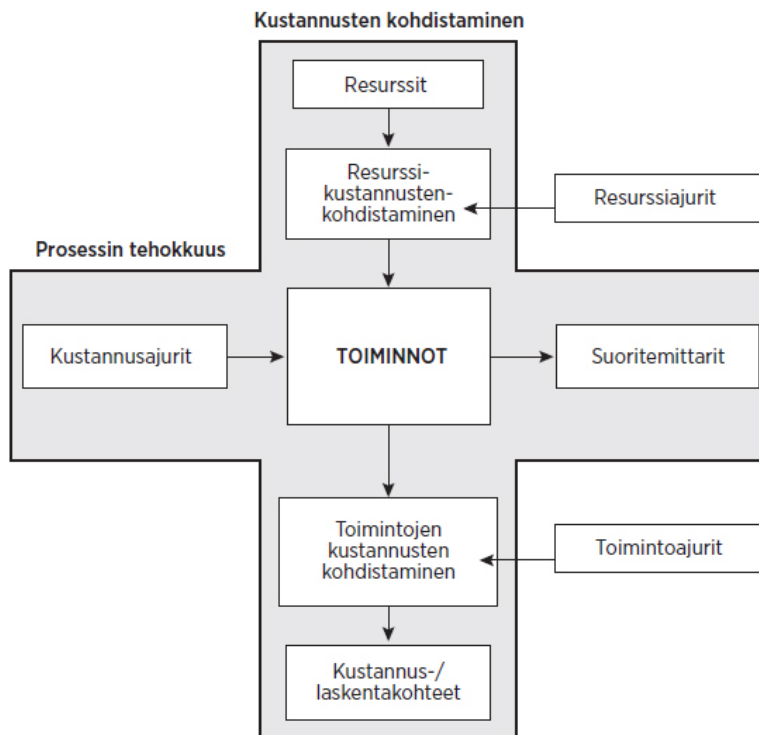 Kustannusten kohdistaminen
Resurssit
Resurssi-
kustannusten-
kohdistaminen
Resurssiajurit
Prosessin tehokkuus
Kustannusajurit
TOIMINNOT
Suoritemittarit
Toimintojen
kustannusten
kohdistaminen
Toimintoajurit
Kustannus-/
laskentakohteet